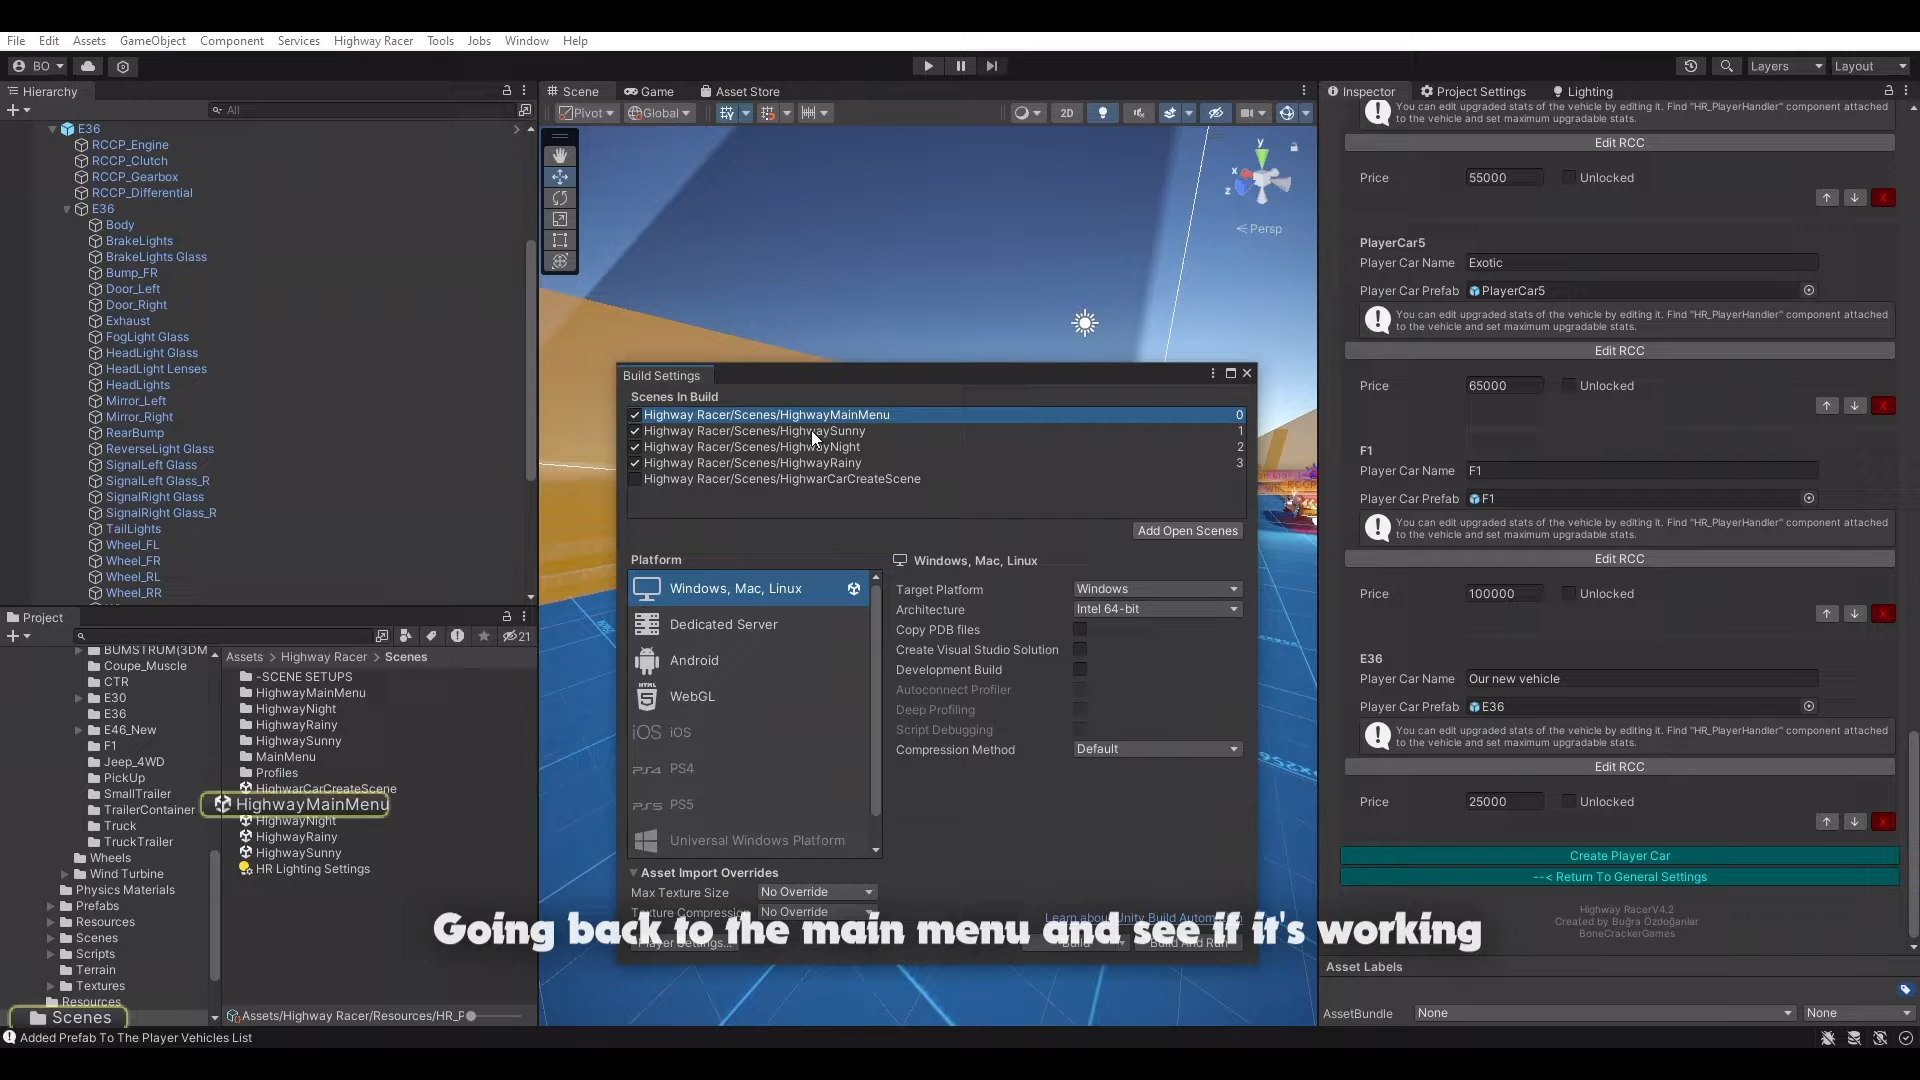 File Edit Assets GameObject Component Services Highway Racer Tools Jobs Window Help
BO
Layers Layout
Hierarchy
All
E36
RCCP_Engine
RCCP_Clutch
RCCP_Gearbox
RCCP_Differential
E36
Body
BrakeLights
BrakeLights Glass
Bump_FR
Door_Left
Door_Right
Exhaust
FogLight Glass
HeadLight Glass
HeadLight Lenses
HeadLights
Mirror_Left
Mirror_Right
RearBump
ReverseLight Glass
SignalLeft Glass
SignalLeft Glass_R
SignalRight Glass
SignalRight Glass_R
TailLights
Wheel_FL
Wheel_FR
Wheel_RL
Wheel_RR
Project
21
BUMSTRUM(3DM
Coupe_Muscle
CTR
E30
E36
E46_New
F1
Jeep_4WD
PickUp
SmallTrailer
TrailerContainer
Truck
TruckTrailer
Wheels
Wind Turbine
Physics Materials
Prefabs
Resources
Scenes
Scripts
Terrain
Textures
Resources
Scenes
Assets > Highway Racer > Scenes
-SCENE SETUPS
HighwayMainMenu
HighwayNight
HighwayRainy
HighwaySunny
MainMenu
Profiles
HighwarCarCreateScene
HighwayMainMenu
HighwayNight
HighwayRainy
HighwaySunny
HR Lighting Settings
Assets/Highway Racer/Resources/HR_P
Added Prefab To The Player Vehicles List
Scene Game Asset Store
Pivot Global 2D
y
x
z
Persp
Build Settings
Scenes In Build
Highway Racer/Scenes/HighwayMainMenu 0
Highway Racer/Scenes/HighwaySunny 1
Highway Racer/Scenes/HighwayNight 2
Highway Racer/Scenes/HighwayRainy 3
Highway Racer/Scenes/HighwarCarCreateScene
Add Open Scenes
Platform
Windows, Mac, Linux
Dedicated Server
HTML
Android
WebGL
iOS iOS
PS4
PS5
Universal Windows Platform
Windows, Mac, Linux
Target Platform Windows
Architecture Intel 64-bit
Copy PDB files
Create Visual Studio Solution
Development Build
Autoconnect Profiler
Deep Profiling
Script Debugging
Compression Method Default
Asset Import Overrides
Max Texture Size No Override
Texture Compression No Override
Learn about Unity Build Automation
Player Settings... Build Build And Run
Going back to the main menu and see if it's working
Inspector Project Settings Lighting
You can edit upgraded stats of the vehicle by editing it. Find "HR_PlayerHandler" component attached
to the vehicle and set maximum upgradable stats.
Edit RCC
Price 55000 Unlocked
X
PlayerCar5
Player Car Name Exotic
Player Car Prefab PlayerCar5
You can edit upgraded stats of the vehicle by editing it. Find "HR_PlayerHandler" component attached
to the vehicle and set maximum upgradable stats.
Edit RCC
Price 65000 Unlocked
X
F1
Player Car Name F1
Player Car Prefab F1
You can edit upgraded stats of the vehicle by editing it. Find "HR_PlayerHandler" component attached
to the vehicle and set maximum upgradable stats.
Edit RCC
Price 100000 Unlocked
X
E36
Player Car Name Our new vehicle
Player Car Prefab E36
You can edit upgraded stats of the vehicle by editing it. Find "HR_PlayerHandler" component attached
to the vehicle and set maximum upgradable stats.
Edit RCC
Price 25000 Unlocked
X
Create Player Car
--< Return To General Settings
Highway RacerV4.2
Created by Buğra Özdoğanlar
BoneCrackerGames
Asset Labels
AssetBundle None None